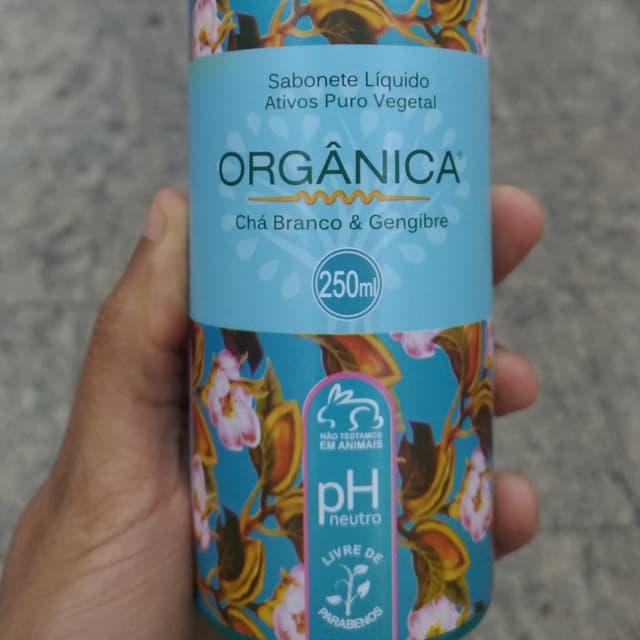 Sabonete Líquido
Ativos Puro Vegetal
ORGÂNICA®
Chá Branco & Gengibre
250ml
NÃO TESTAMOS
EM ANIMAIS
pH
neutro
LIVRE DE
PARABENOS